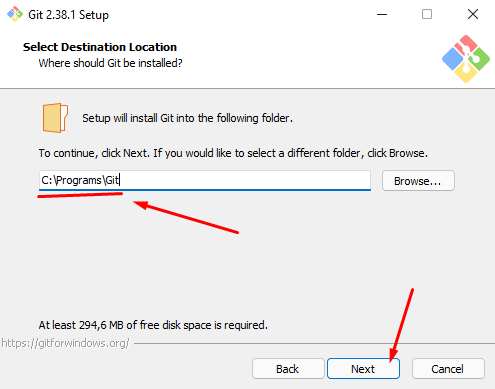 Git 2.38.1 Setup
Select Destination Location
Where should Git be installed?
Setup will install Git into the following folder.
To continue, click Next. If you would like to select a different folder, click Browse.
C:\Programs\Git
Browse...
At least 294,6 MB of free disk space is required.
https://gitforwindows.org/
Back
Next
Cancel